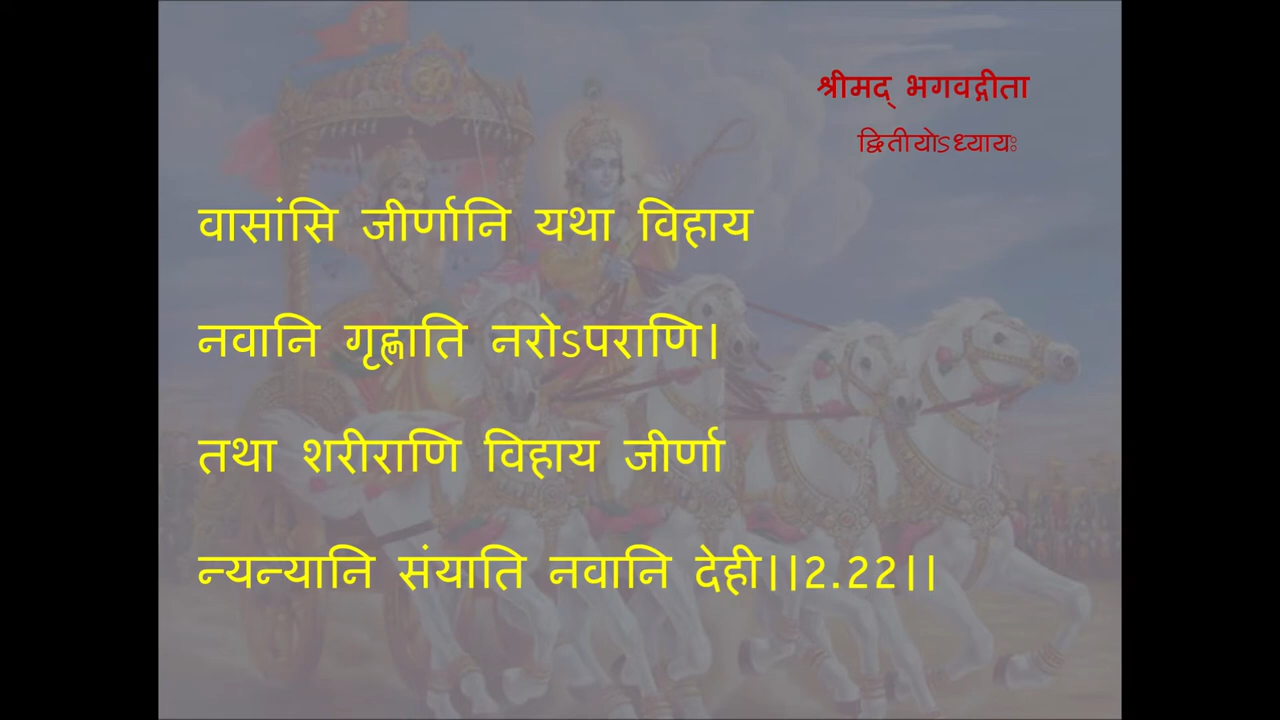 श्रीमद् भगवद्गीता
द्वितीयोऽध्यायः
वासांसि जीर्णानि यथा विहाय
नवानि गृह्णाति नरोऽपराणि।
तथा शरीराणि विहाय जीर्णा
न्यन्यानि संयाति नवानि देही।।2.22।।